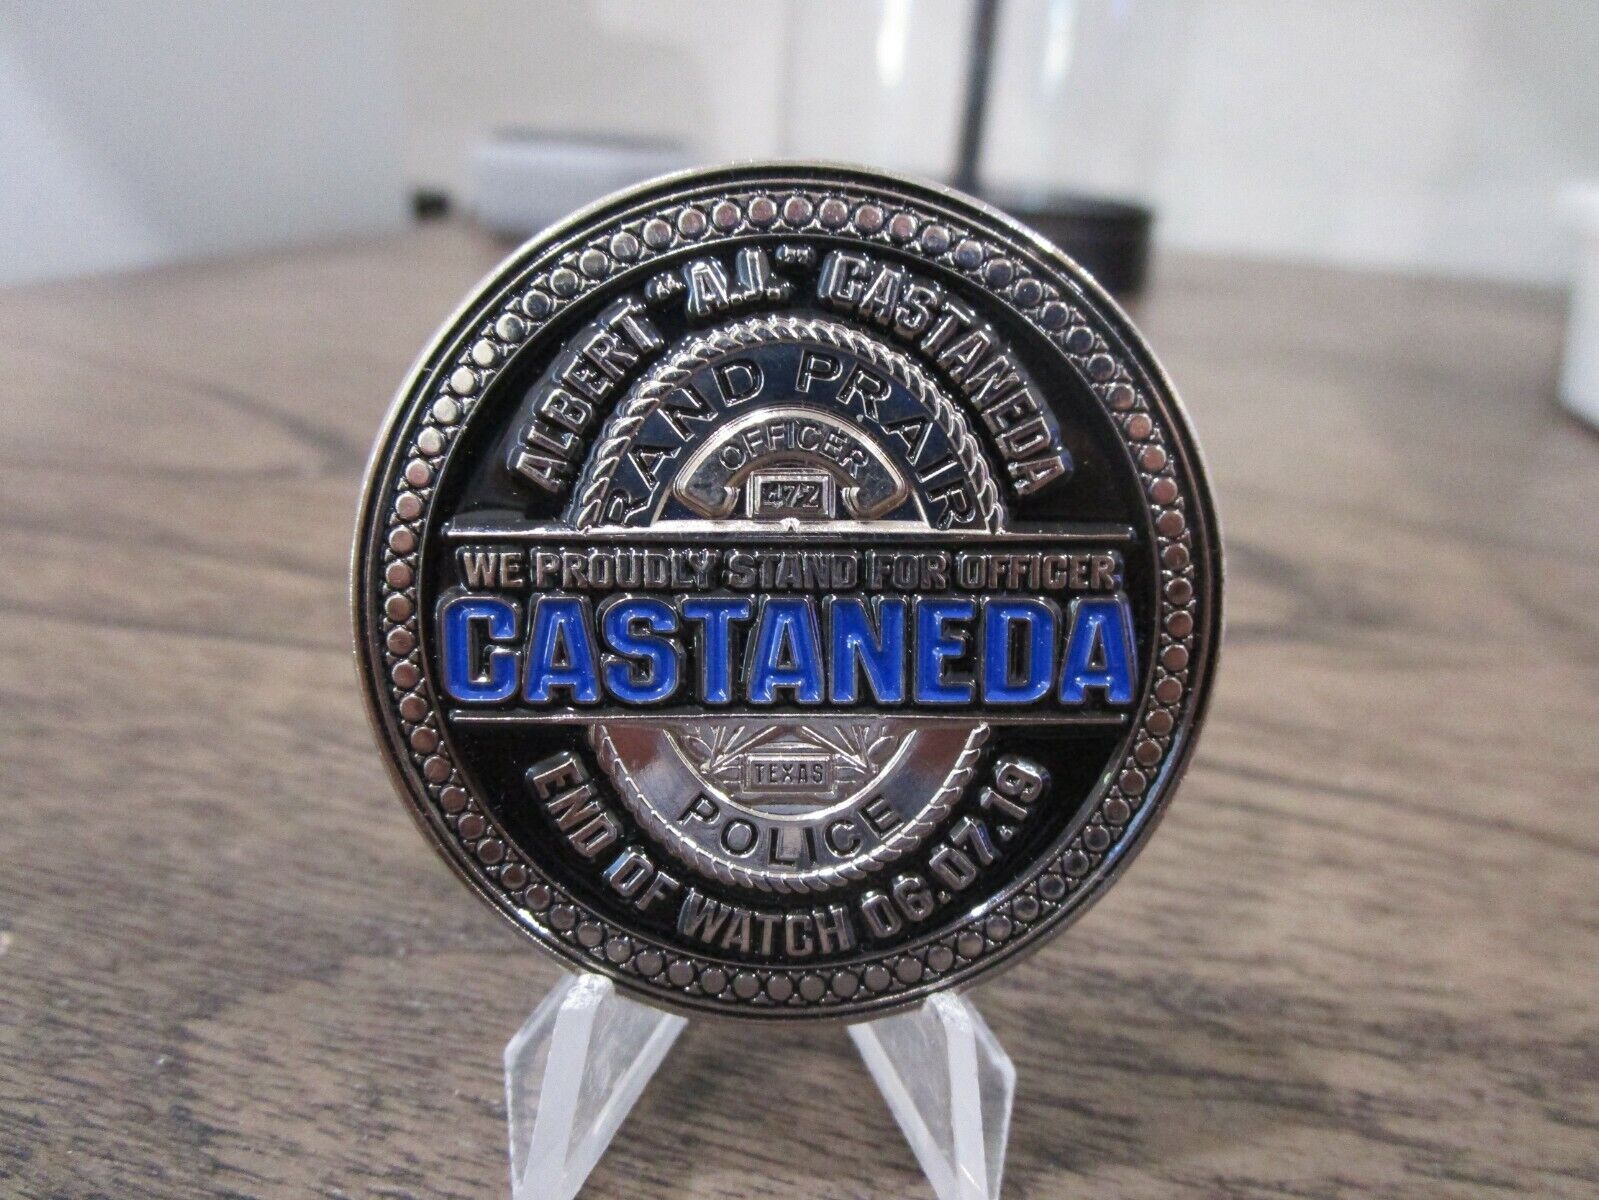 ALBERT "A.J." CASTANEDA
RAND PRAIR
OFFICER
472
WE PROUDLY STAND FOR OFFICER
CASTANEDA
TEXAS
POLICE
END OF WATCH 06.07.19